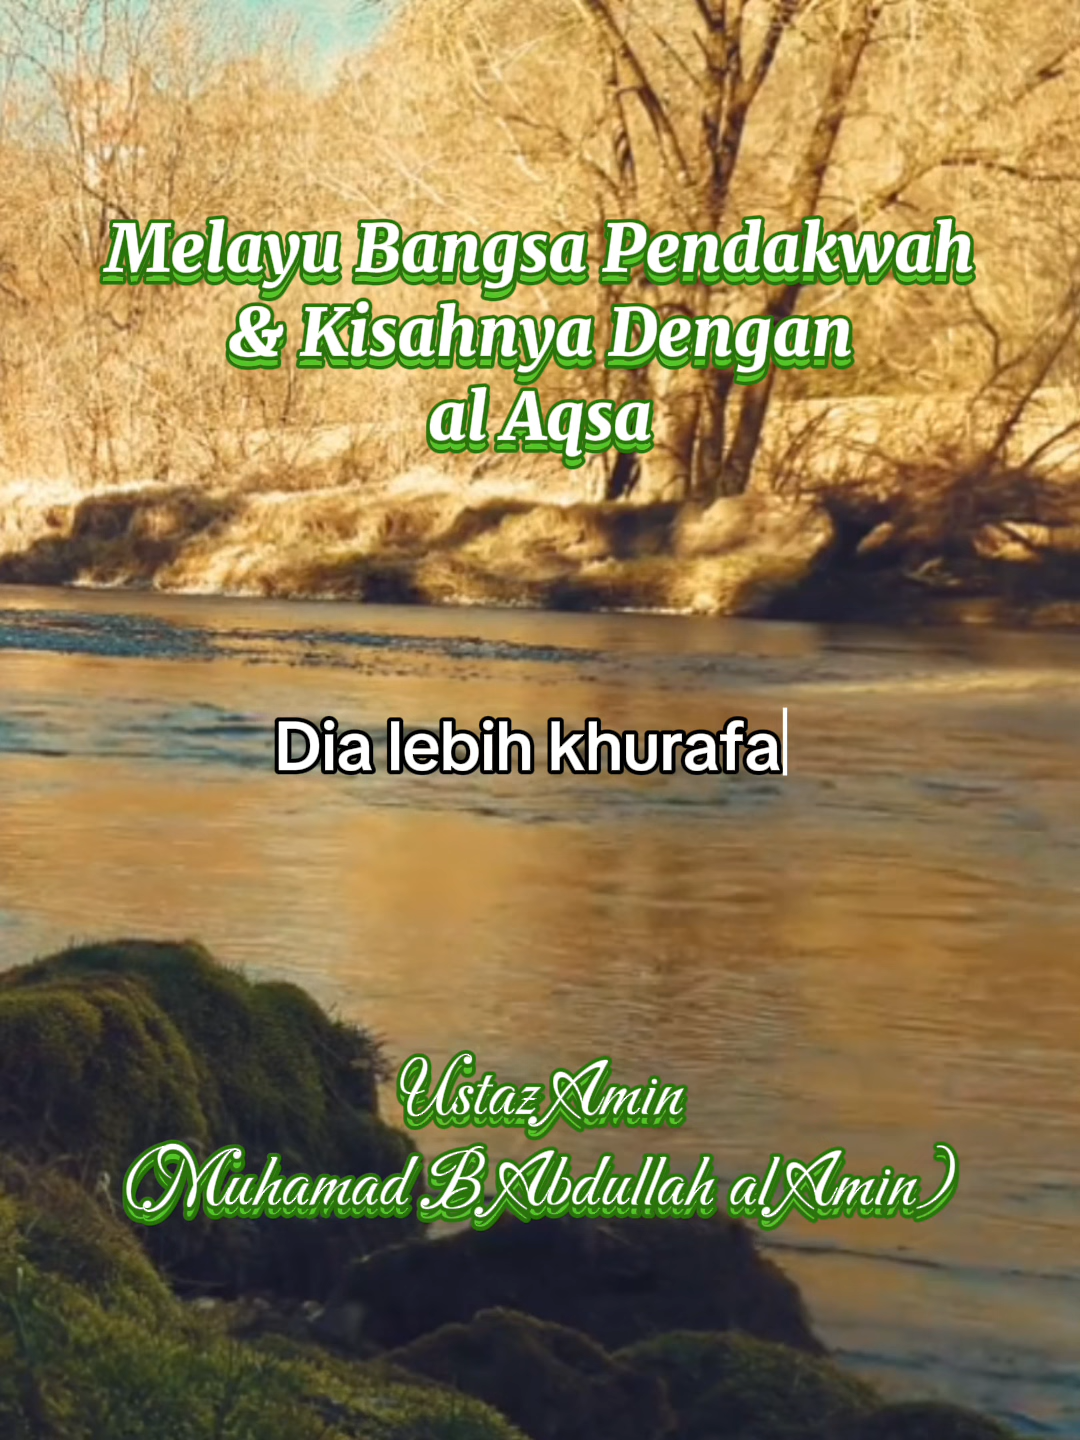 Melayu Bangsa Pendakwah
& Kisahnya Dengan
al Aqsa
Dia lebih khurafa
Ustaz Amin
(Muhamad B Abdullah al Amin)